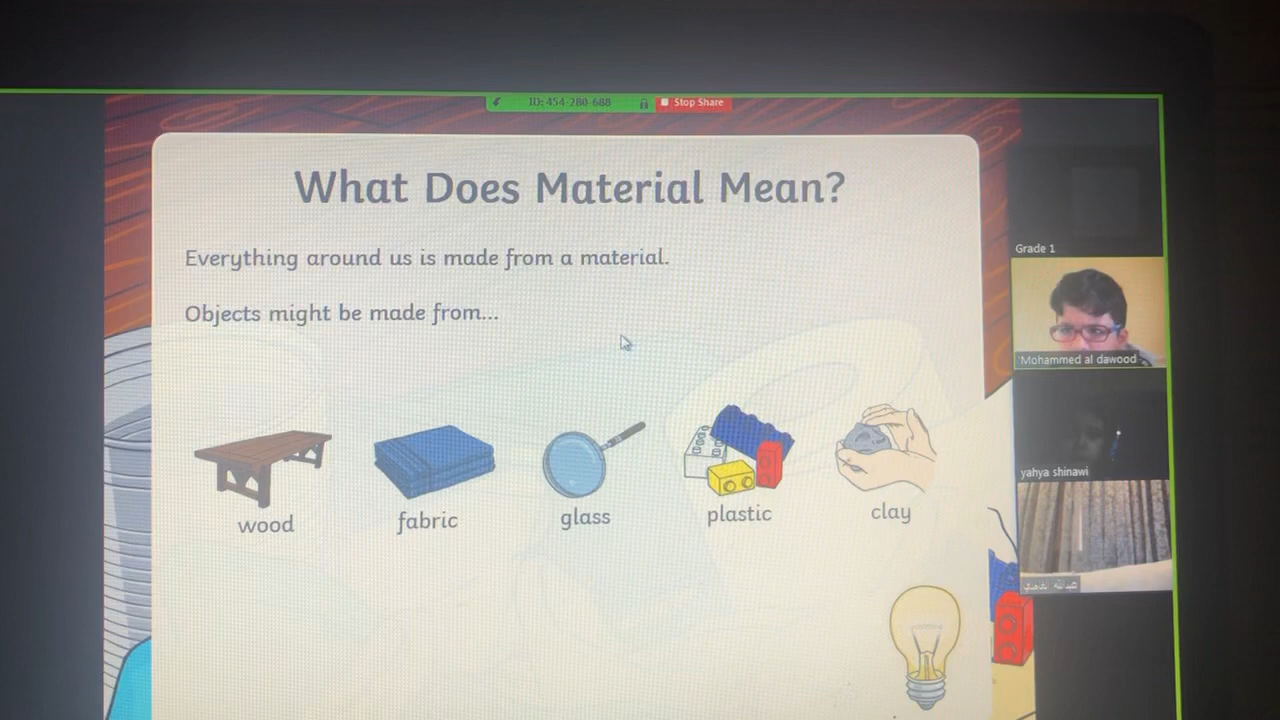 ID: 454-280-688
Stop Share
What Does Material Mean?
Everything around us is made from a material.
Objects might be made from...
wood
fabric
glass
plastic
clay
Grade 1
Mohammed al dawood
yahya shinawi
عبدالله